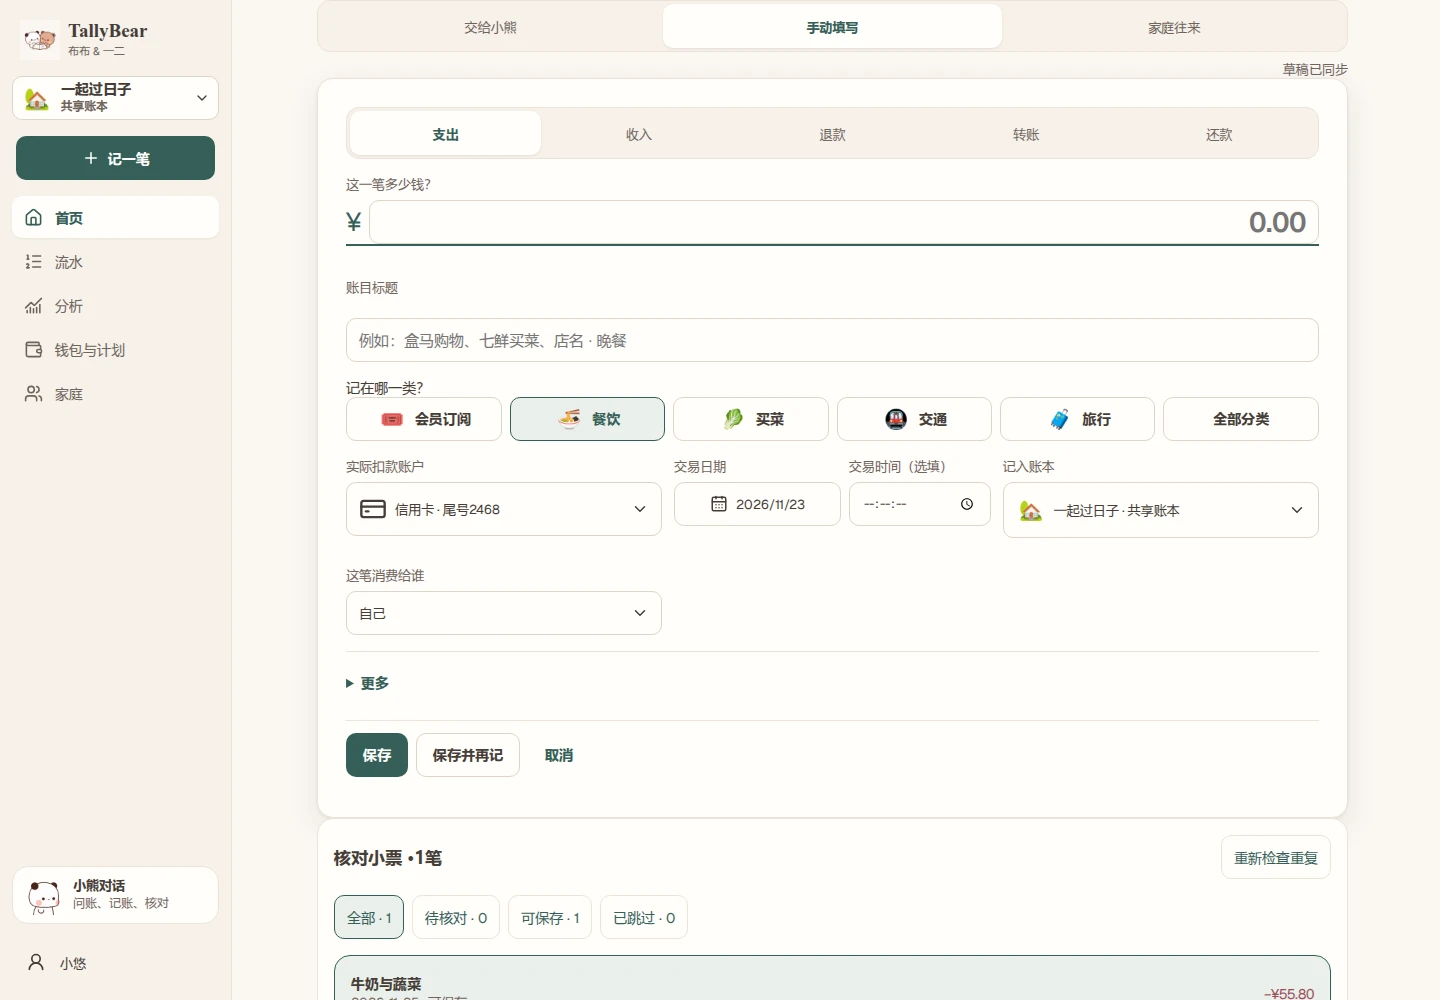 TallyBear
布布 & 一二
一起过日子
共享账本
记一笔
首页
流水
分析
钱包与计划
家庭
小熊对话
问账、记账、核对
小悠
交给小熊
手动填写
家庭往来
草稿已同步
支出
收入
退款
转账
还款
这一笔多少钱?
¥ 0.00
账目标题
例如：盒马购物、七鲜买菜、店名 · 晚餐
记在哪一类?
会员订阅
餐饮
买菜
交通
旅行
全部分类
实际扣款账户
交易日期
交易时间（选填）
记入账本
信用卡 · 尾号2468
2026/11/23
--:--:--
一起过日子 · 共享账本
这笔消费给谁
自己
更多
保存
保存并再记
取消
核对小票 •1笔
重新检查重复
全部 · 1
待核对 · 0
可保存 · 1
已跳过 · 0
牛奶与蔬菜
−¥55.80